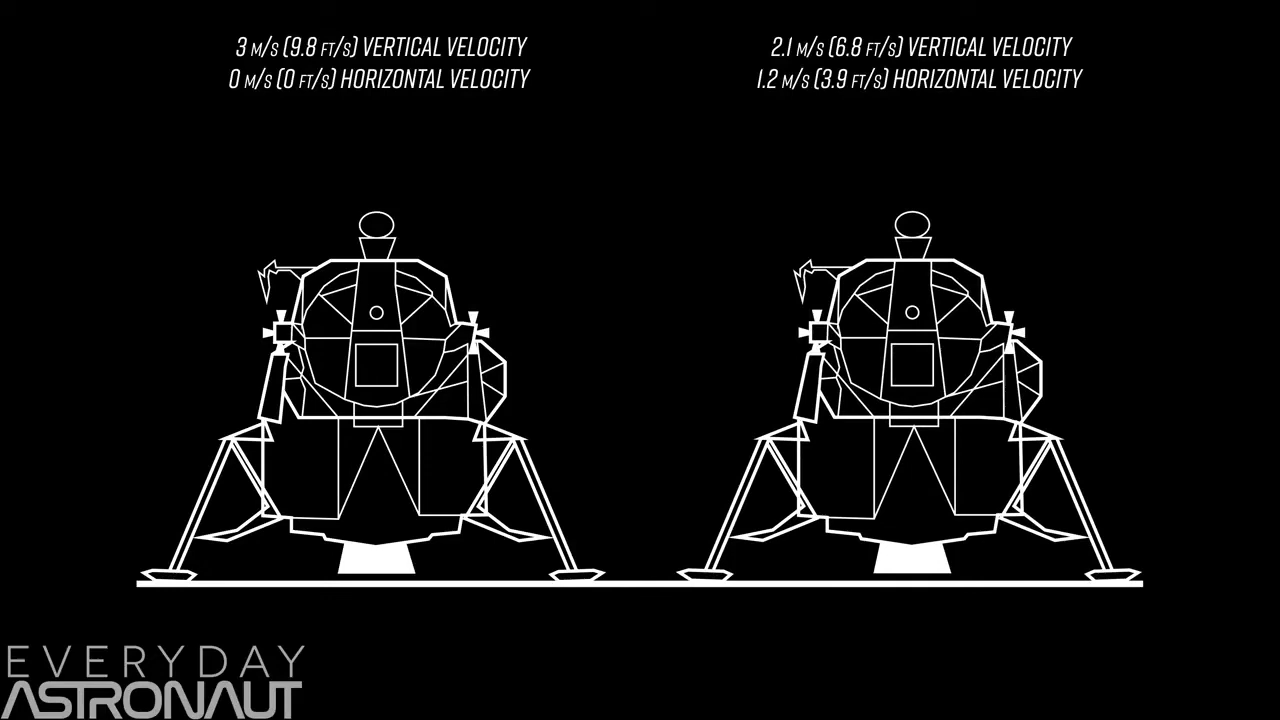 3 M/S (9.8 FT/S) VERTICAL VELOCITY
0 M/S (0 FT/S) HORIZONTAL VELOCITY
2.1 M/S (6.8 FT/S) VERTICAL VELOCITY
1.2 M/S (3.9 FT/S) HORIZONTAL VELOCITY
EVERYDAY
ASTRONAUT